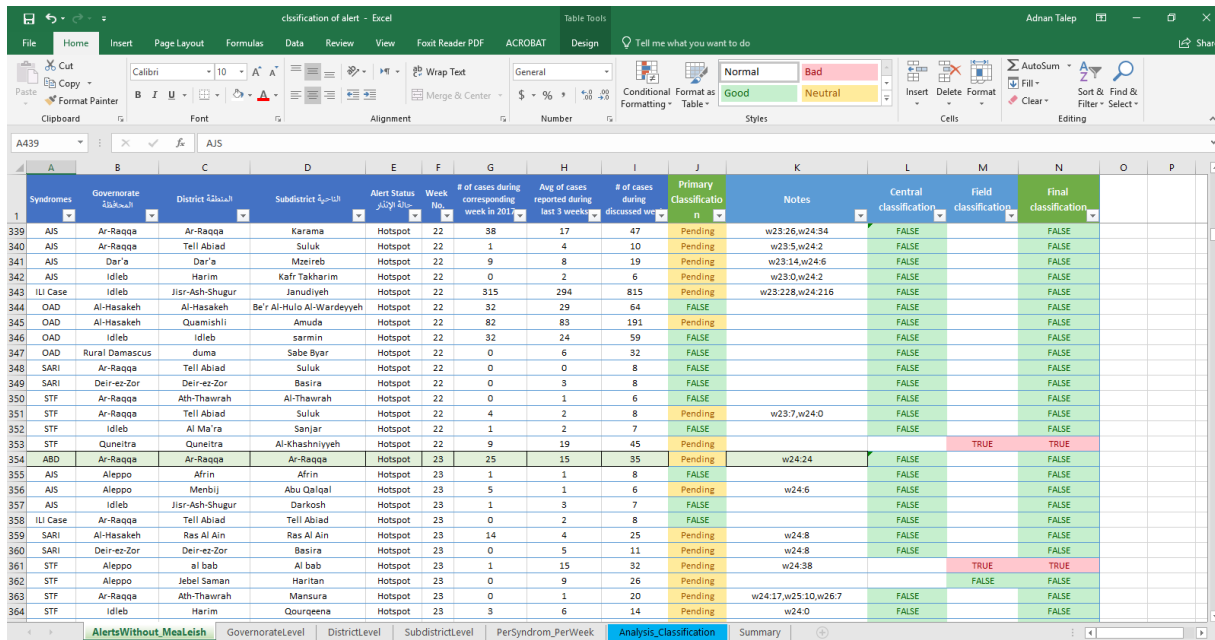 clssification of alert - Excel
Table Tools
Adnan Talep
File Home Insert Page Layout Formulas Data Review View Foxit Reader PDF ACROBAT Design Tell me what you want to do
Shar
Paste
Cut
Copy
Format Painter
Clipboard
Calibri 10
B I U
Font
Wrap Text
Merge & Center
Alignment
General
$ % ,
Number
Conditional Formatting
Format as Table
Normal Bad
Good Neutral
Styles
Insert Delete Format
Cells
AutoSum
Fill
Clear
Sort & Filter
Find & Select
Editing
A439 fx AJS
A B C D E F G H I J K L M N O P
1 Syndromes Governorate المحافظة District المنطقة Subdistrict الناحية Alert Status حالة الإنذار Week No. # of cases during corresponding week in 2017 Avg of cases reported during last 3 weeks # of cases during discussed we Primary Classificatio n Notes Central classification Field classification Final classification
339 AJS Ar-Raqqa Ar-Raqqa Karama Hotspot 22 38 17 47 Pending w23:26,w24:34 FALSE FALSE
340 AJS Ar-Raqqa Tell Abiad Suluk Hotspot 22 1 4 10 Pending w23:5,w24:2 FALSE FALSE
341 AJS Dar'a Dar'a Mzeireb Hotspot 22 9 8 19 Pending w23:14,w24:6 FALSE FALSE
342 AJS Idleb Harim Kafr Takharim Hotspot 22 0 2 6 Pending w23:0,w24:2 FALSE FALSE
343 ILI Case Idleb Jisr-Ash-Shugur Janudiyeh Hotspot 22 315 294 815 Pending w23:228,w24:216 FALSE FALSE
344 OAD Al-Hasakeh Al-Hasakeh Be'r Al-Hulo Al-Wardeyyeh Hotspot 22 32 29 64 FALSE FALSE FALSE
345 OAD Al-Hasakeh Quamishli Amuda Hotspot 22 82 83 191 Pending FALSE FALSE
346 OAD Idleb Idleb sarmin Hotspot 22 32 24 59 FALSE FALSE FALSE
347 OAD Rural Damascus duma Sabe Byar Hotspot 22 0 6 32 FALSE FALSE FALSE
348 SARI Ar-Raqqa Tell Abiad Suluk Hotspot 22 0 0 8 FALSE FALSE FALSE
349 SARI Deir-ez-Zor Deir-ez-Zor Basira Hotspot 22 0 3 8 FALSE FALSE FALSE
350 STF Ar-Raqqa Ath-Thawrah Al-Thawrah Hotspot 22 0 1 6 FALSE FALSE FALSE
351 STF Ar-Raqqa Tell Abiad Suluk Hotspot 22 4 2 8 Pending w23:7,w24:0 FALSE FALSE
352 STF Idleb Al Ma'ra Sanjar Hotspot 22 1 2 7 FALSE FALSE FALSE
353 STF Quneitra Quneitra Al-Khashniyyeh Hotspot 22 9 19 45 Pending TRUE TRUE
354 ABD Ar-Raqqa Ar-Raqqa Ar-Raqqa Hotspot 23 25 15 35 Pending w24:24 FALSE FALSE
355 AJS Aleppo Afrin Afrin Hotspot 23 1 1 8 FALSE FALSE FALSE
356 AJS Aleppo Menbij Abu Qalqal Hotspot 23 5 1 6 Pending w24:6 FALSE FALSE
357 AJS Idleb Jisr-Ash-Shugur Darkosh Hotspot 23 1 3 7 FALSE FALSE FALSE
358 ILI Case Ar-Raqqa Tell Abiad Tell Abiad Hotspot 23 0 2 8 FALSE FALSE FALSE
359 SARI Al-Hasakeh Ras Al Ain Ras Al Ain Hotspot 23 14 4 25 Pending w24:8 FALSE FALSE
360 SARI Deir-ez-Zor Deir-ez-Zor Basira Hotspot 23 0 5 11 Pending w24:8 FALSE FALSE
361 STF Aleppo al bab Al bab Hotspot 23 1 15 32 Pending w24:38 TRUE TRUE
362 STF Aleppo Jebel Saman Haritan Hotspot 23 0 9 26 Pending FALSE FALSE
363 STF Ar-Raqqa Ath-Thawrah Mansura Hotspot 23 0 1 20 Pending w24:17,w25:10,w26:7 FALSE FALSE
364 STF Idleb Harim Qourqeena Hotspot 23 3 6 14 Pending w24:0 FALSE FALSE
AlertsWithout_MeaLeish GovernorateLevel DistrictLevel SubdistrictLevel PerSyndrom_PerWeek Analysis_Classification Summary